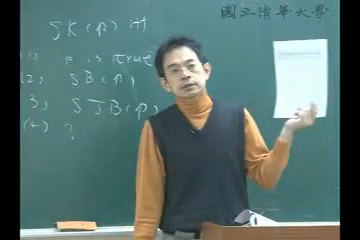 國立清華大學
SK(p) iff
(1) p is true
(2) SB(p)
(3) SJB(p)
(4) ?